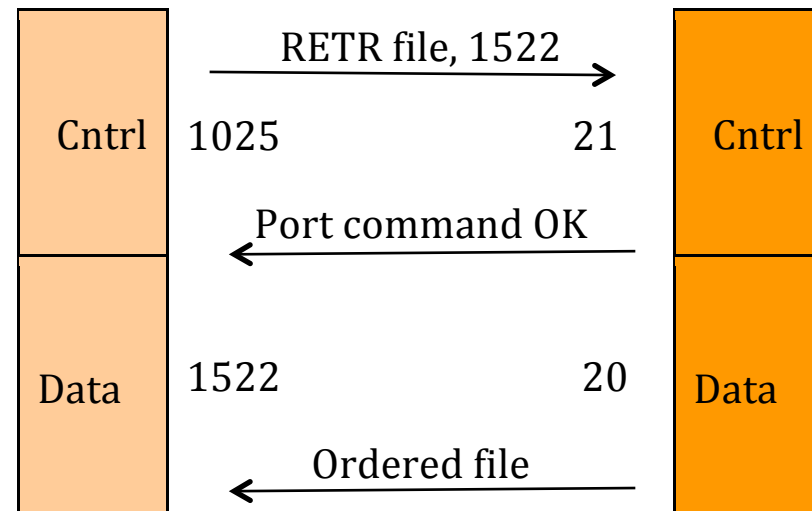 RETR file, 1522
Cntrl 1025 21 Cntrl
Port command OK
Data 1522 20 Data
Ordered file